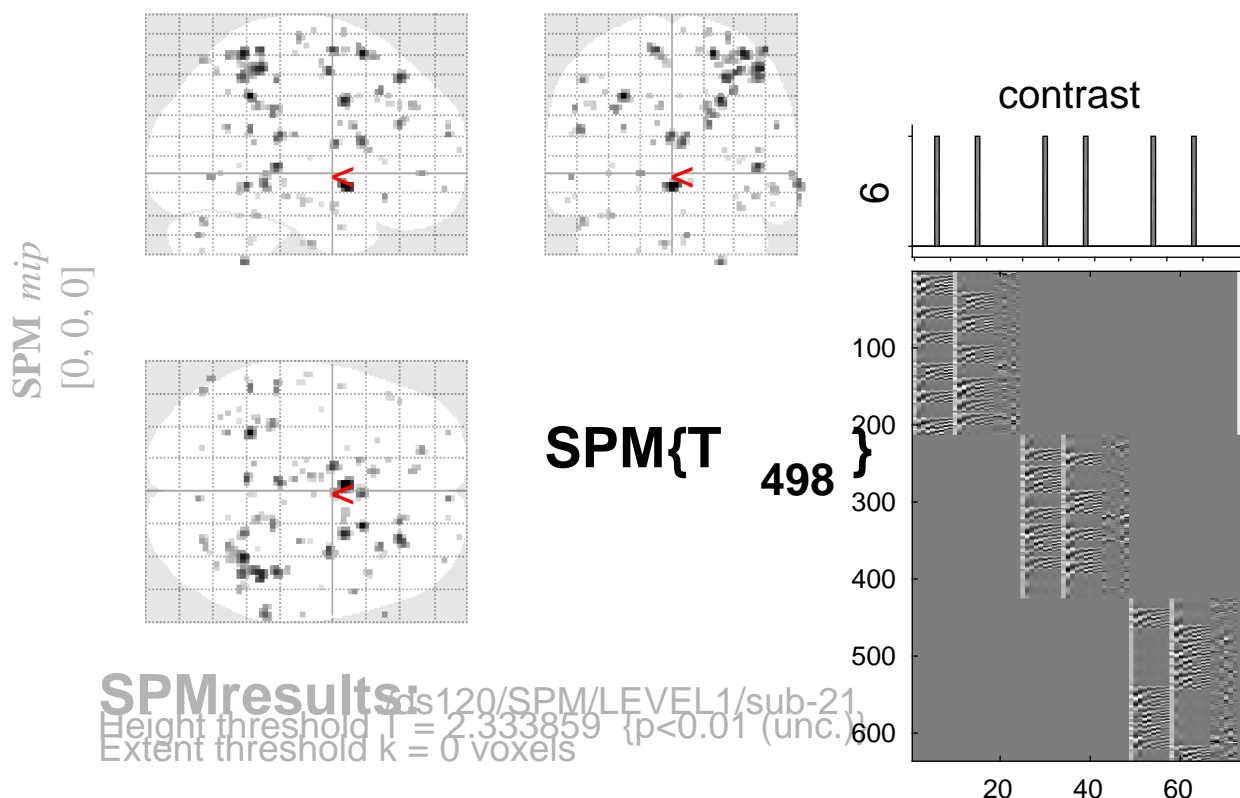 SPM mip
[0, 0, 0]
contrast
6
SPM{T 498 }
100
200
300
400
500
600
20 40 60
SPMresults: /ds120/SPM/LEVEL1/sub-21
Height threshold T = 2.333859 {p<0.01 (unc.)}
Extent threshold k = 0 voxels